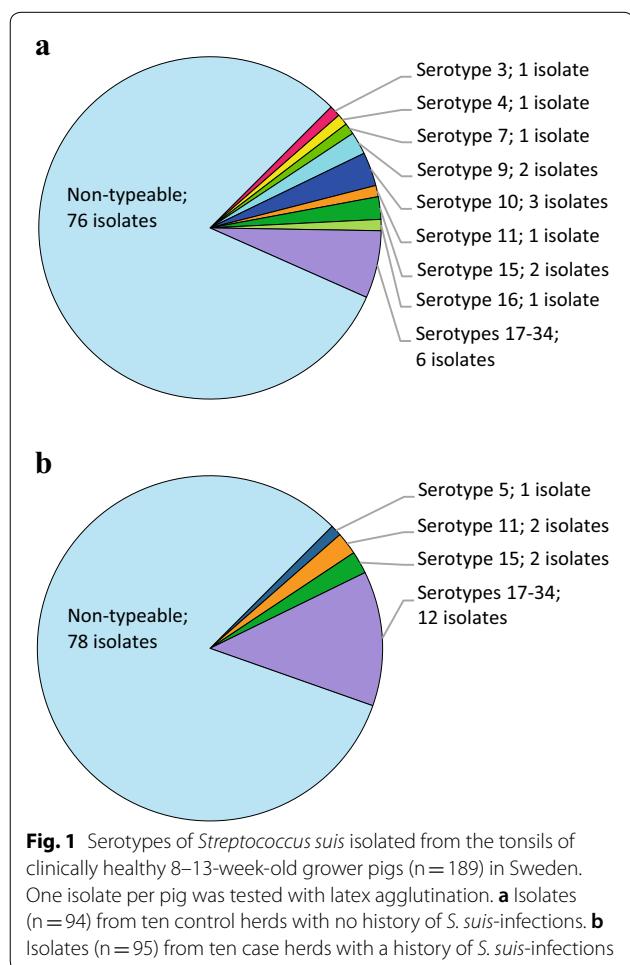 a
Serotype 3; 1 isolate
Serotype 4; 1 isolate
Serotype 7; 1 isolate
Serotype 9; 2 isolates
Serotype 10; 3 isolates
Serotype 11; 1 isolate
Serotype 15; 2 isolates
Serotype 16; 1 isolate
Serotypes 17-34;
6 isolates
Non-typeable;
76 isolates
b
Serotype 5; 1 isolate
Serotype 11; 2 isolates
Serotype 15; 2 isolates
Serotypes 17-34;
12 isolates
Non-typeable;
78 isolates
Fig. 1 Serotypes of Streptococcus suis isolated from the tonsils of
clinically healthy 8–13-week-old grower pigs (n = 189) in Sweden.
One isolate per pig was tested with latex agglutination. a Isolates
(n = 94) from ten control herds with no history of S. suis-infections. b
Isolates (n = 95) from ten case herds with a history of S. suis-infections